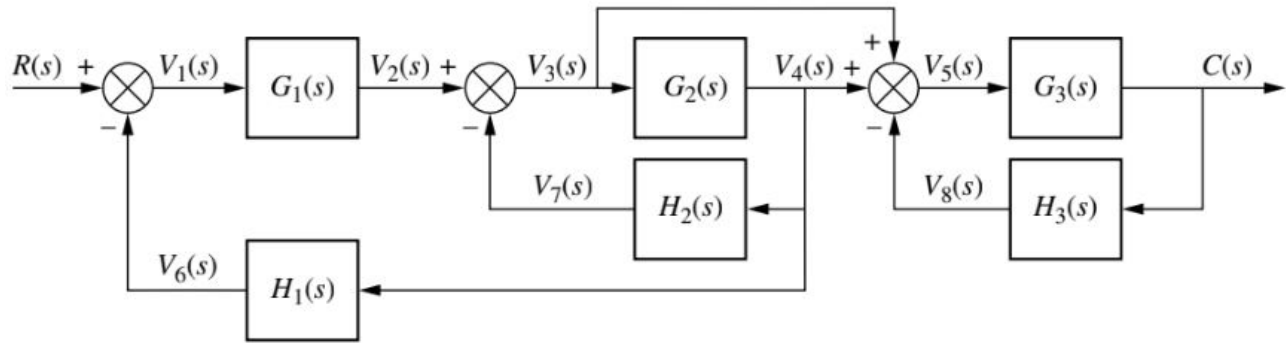 +
R(s) + V₁(s) G₁(s) V₂(s) + V₃(s) G₂(s) V₄(s) + V₅(s) G₃(s) C(s)
− − −
V₇(s) H₂(s) V₈(s) H₃(s)
V₆(s) H₁(s)